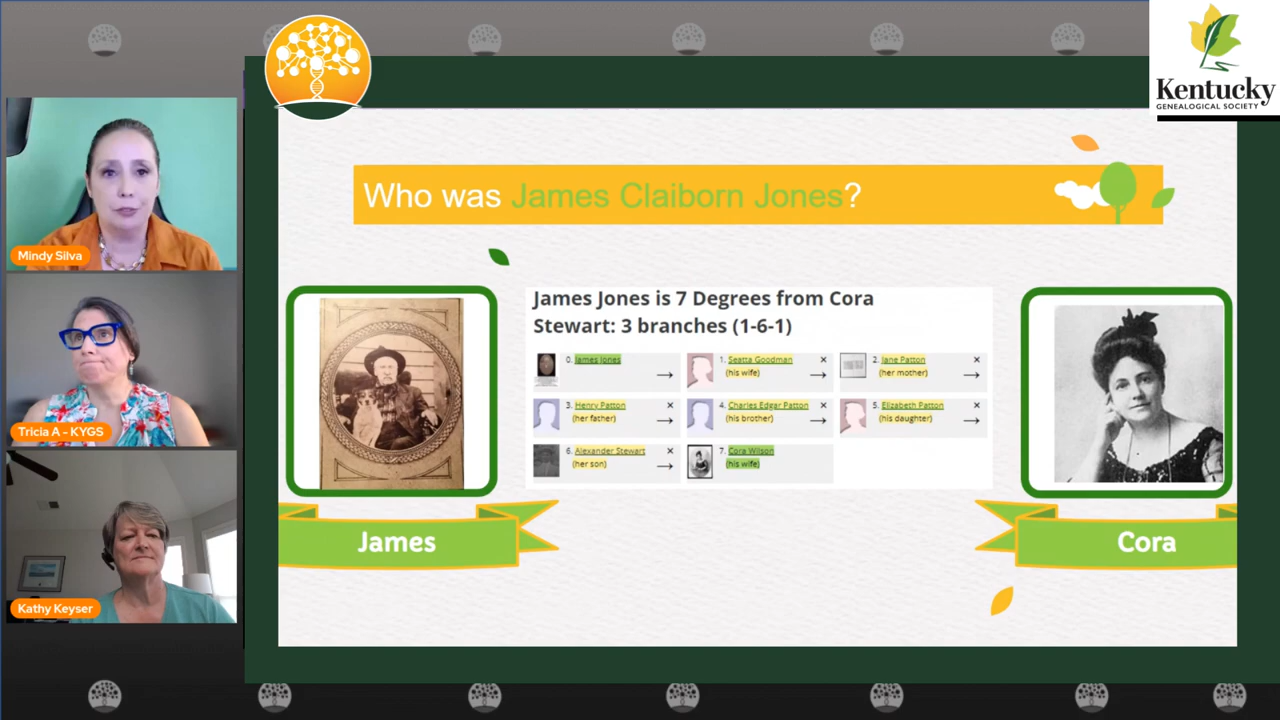 Kentucky
GENEALOGICAL SOCIETY
Who was James Claiborn Jones?
Mindy Silva
Tricia A - KYGS
Kathy Keyser
James Jones is 7 Degrees from Cora
Stewart: 3 branches (1-6-1)
0. James Jones →
1. Seatta Goodman ×
(his wife) →
2. Jane Patton ×
(her mother) →
3. Henry Patton ×
(her father) →
4. Charles Edgar Patton ×
(his brother) →
5. Elizabeth Patton ×
(his daughter) →
6. Alexander Stewart ×
(her son) →
7. Cora Wilson
(his wife)
James
Cora